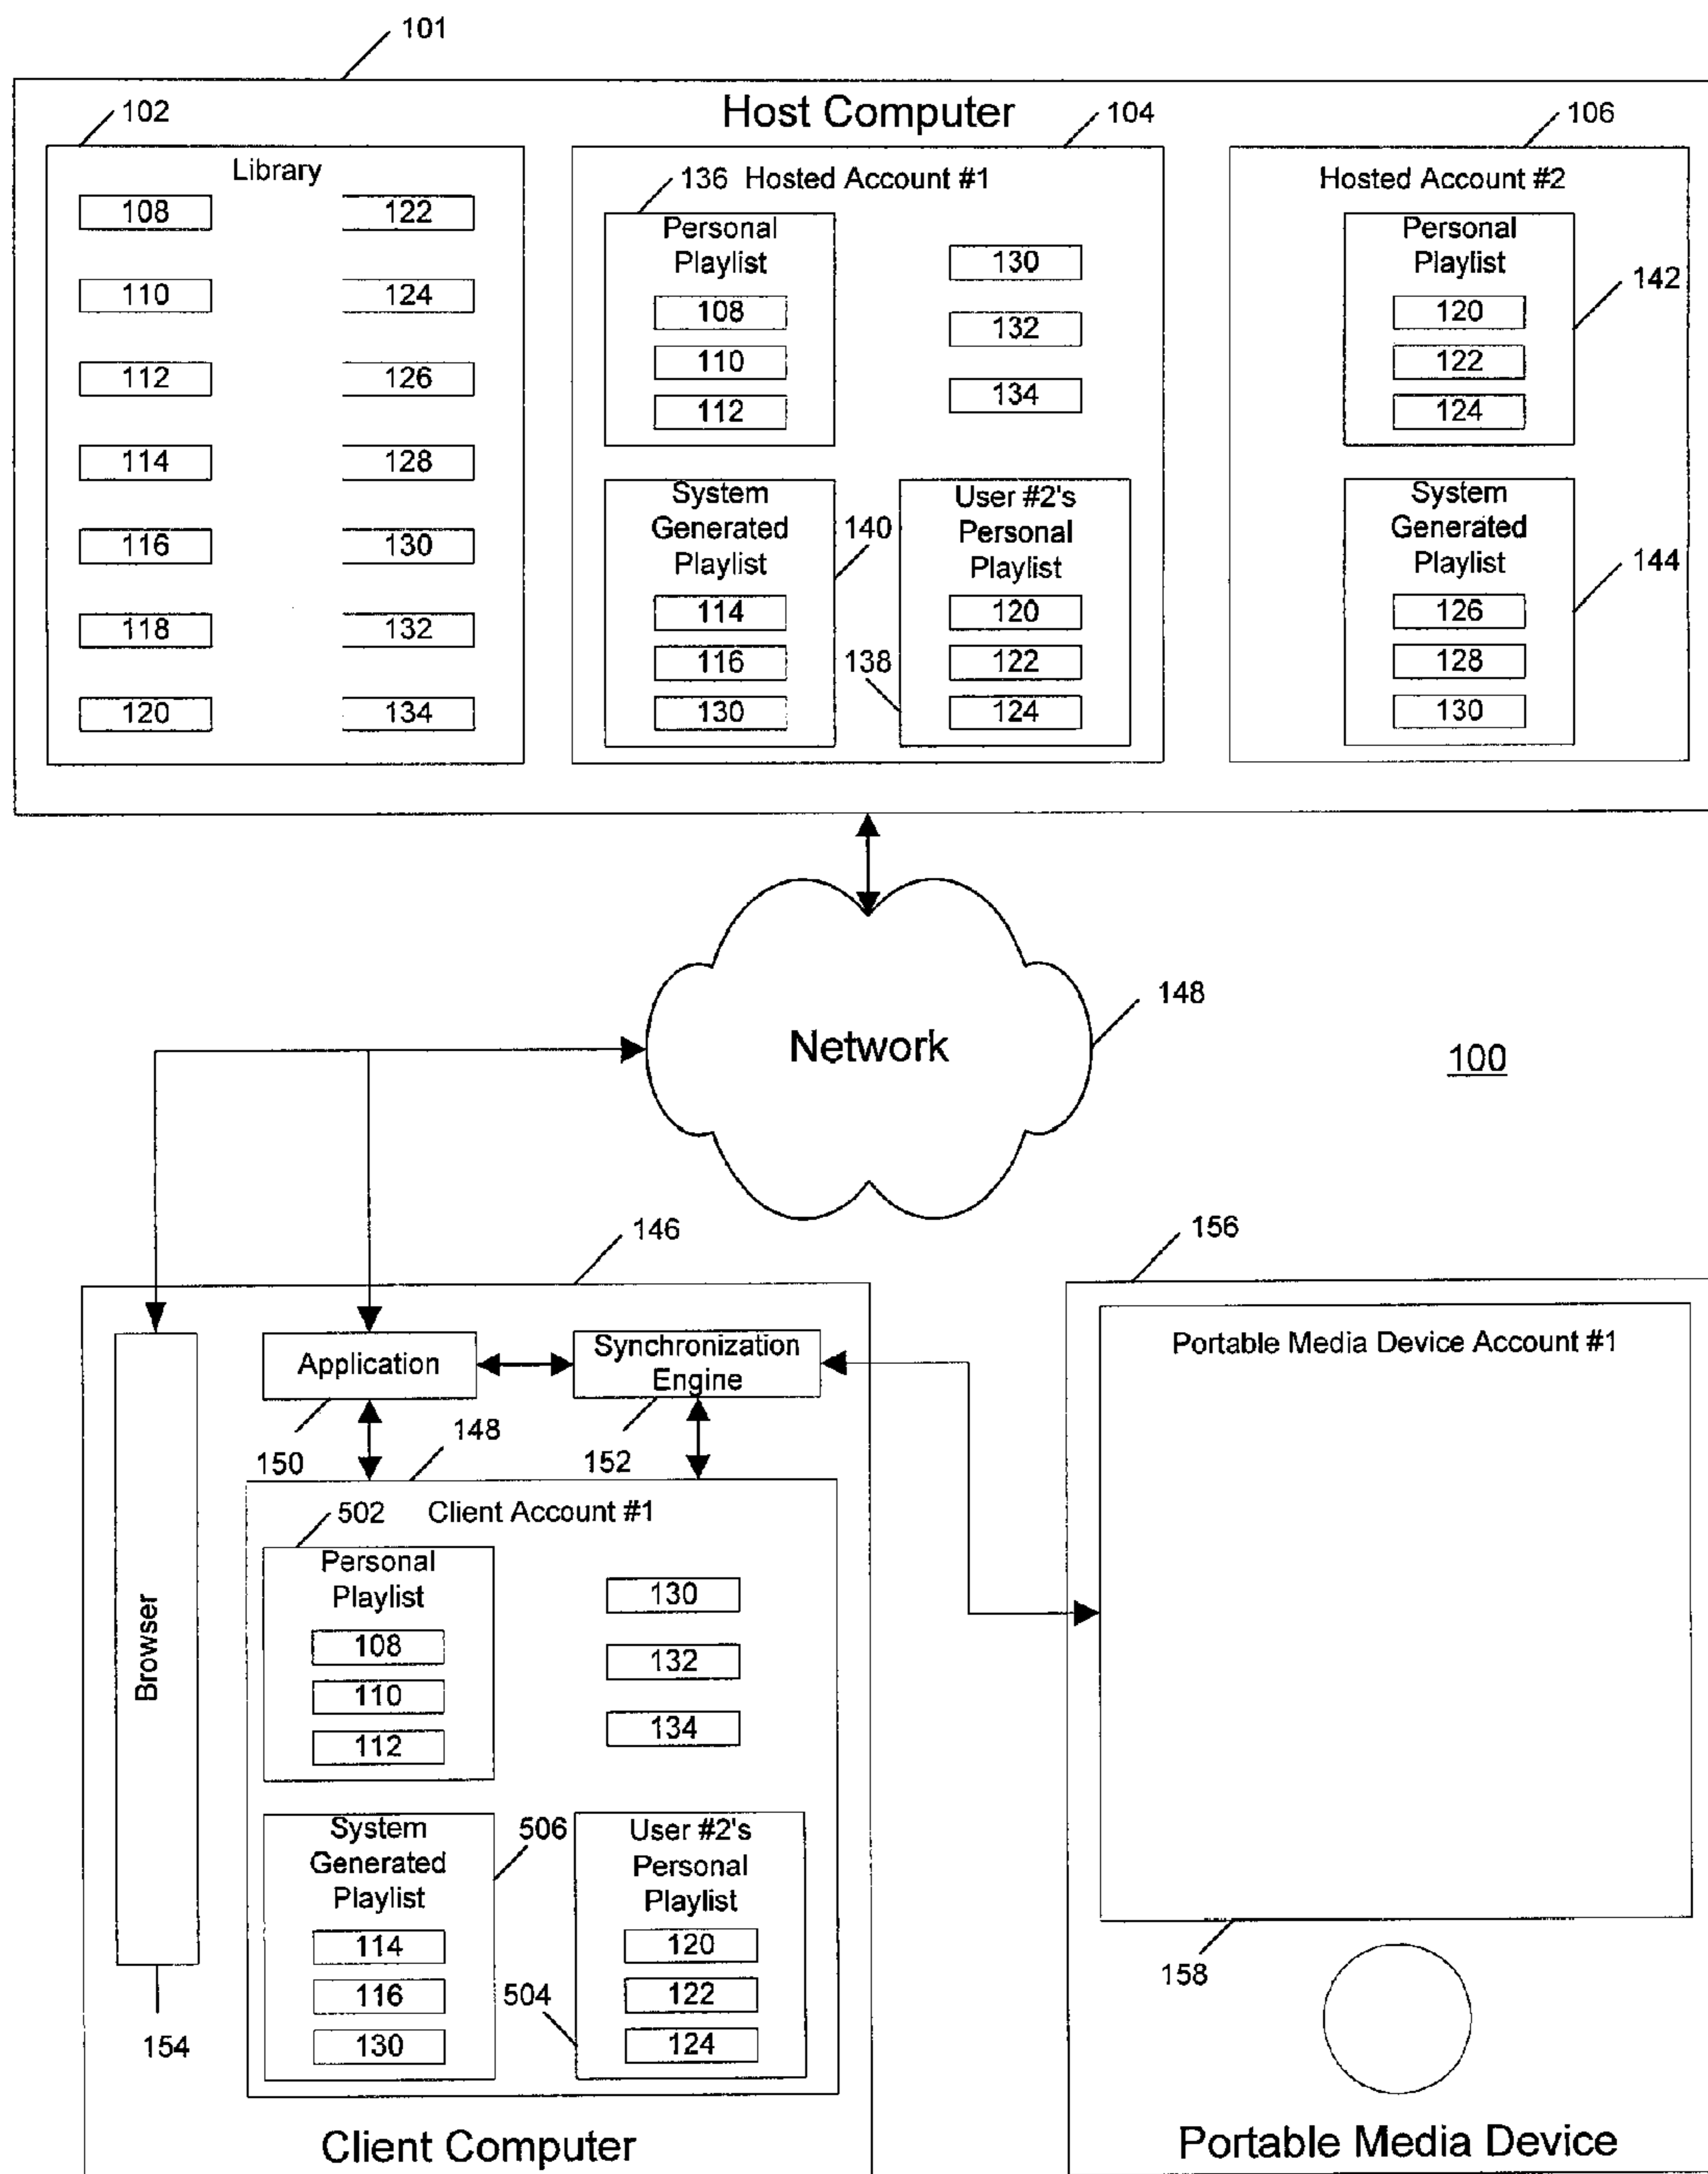 101
Host Computer
102
104
106
Library
108
122
110
124
112
126
114
128
116
130
118
132
120
134
136 Hosted Account #1
Personal
Playlist
108
110
112
130
132
134
System
Generated
Playlist
114
116
130
140
User #2's
Personal
Playlist
120
122
124
138
Hosted Account #2
Personal
Playlist
120
122
124
142
System
Generated
Playlist
126
128
130
144
Network
148
100
146
156
Application
Synchronization
Engine
150
148
152
Browser
154
502
Client Account #1
Personal
Playlist
108
110
112
130
132
134
System
Generated
Playlist
114
116
130
506
User #2's
Personal
Playlist
120
122
124
504
Client Computer
Portable Media Device Account #1
158
Portable Media Device